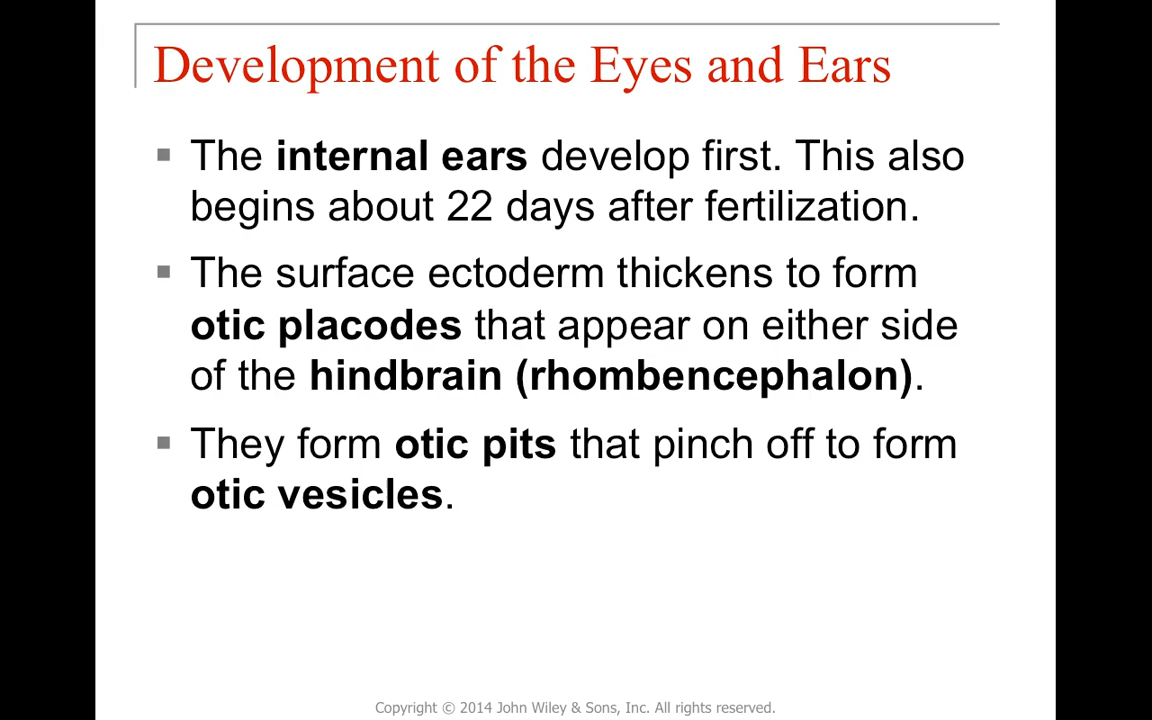 Development of the Eyes and Ears
The internal ears develop first. This also
begins about 22 days after fertilization.
The surface ectoderm thickens to form
otic placodes that appear on either side
of the hindbrain (rhombencephalon).
They form otic pits that pinch off to form
otic vesicles.
Copyright © 2014 John Wiley & Sons, Inc. All rights reserved.